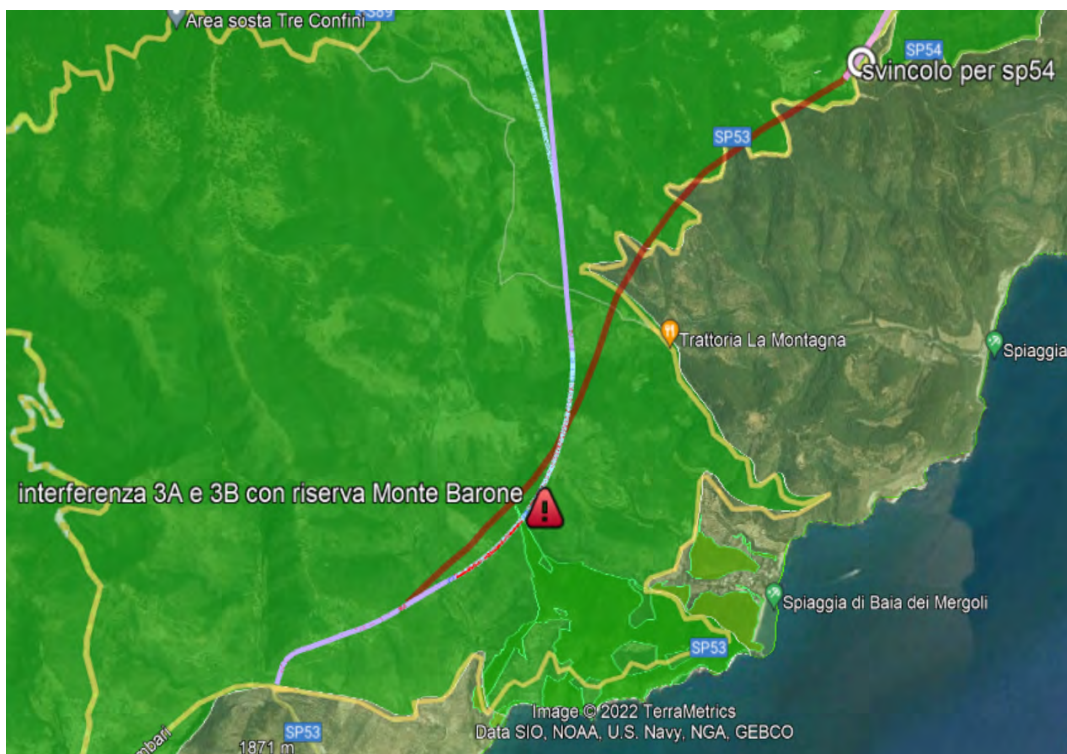 S89
Area sosta Tre Confini
SP54
svincolo per sp54
SP53
Trattoria La Montagna
Spiaggia
interferenza 3A e 3B con riserva Monte Barone
Spiaggia di Baia dei Mergoli
SP53
Image © 2022 TerraMetrics
SP53
Data SIO, NOAA, U.S. Navy, NGA, GEBCO
mbari
1871 m